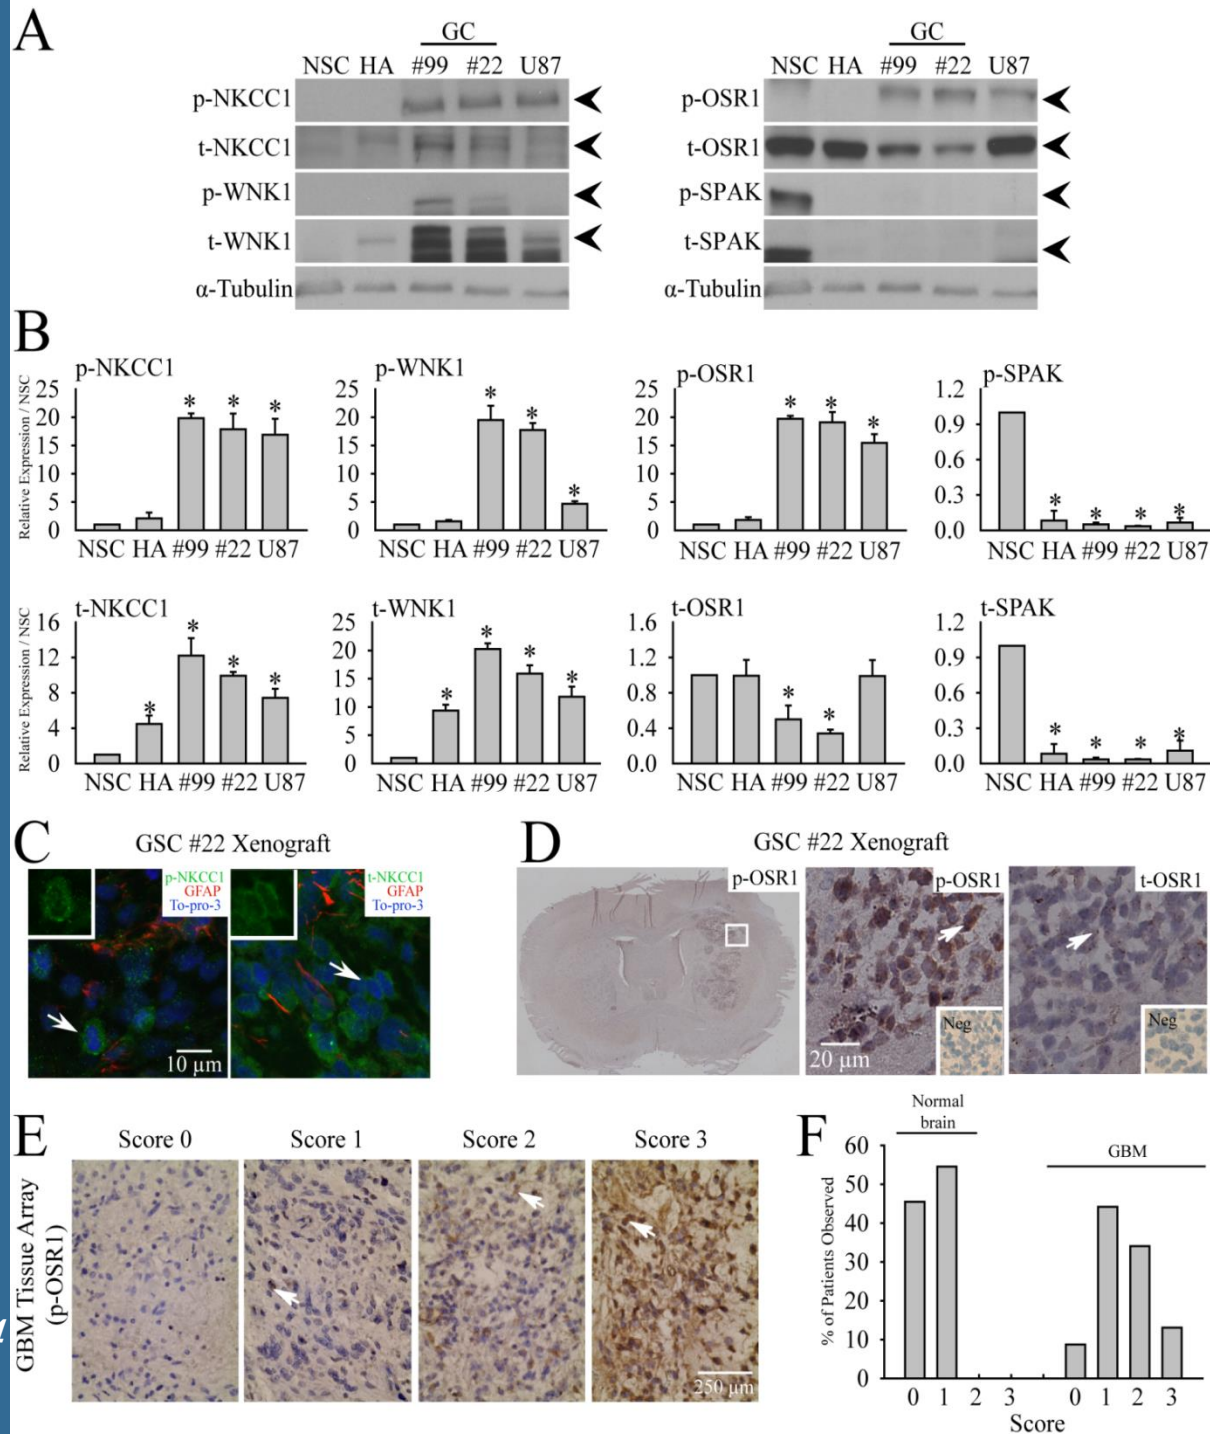 A
GC
NSC HA #99 #22 U87
p-NKCC1
t-NKCC1
p-WNK1
t-WNK1
α-Tubulin
GC
NSC HA #99 #22 U87
p-OSR1
t-OSR1
p-SPAK
t-SPAK
α-Tubulin
B
Relative Expression / NSC
p-NKCC1
25
20
15
10
5
0
* * *
NSC HA #99 #22 U87
p-WNK1
25
20
15
10
5
0
* * *
NSC HA #99 #22 U87
p-OSR1
25
20
15
10
5
0
* * *
NSC HA #99 #22 U87
p-SPAK
1.2
0.9
0.6
0.3
0.0
* * * *
NSC HA #99 #22 U87
Relative Expression / NSC
t-NKCC1
16
12
8
4
0
* * * *
NSC HA #99 #22 U87
t-WNK1
25
20
15
10
5
0
* * * *
NSC HA #99 #22 U87
t-OSR1
1.6
1.2
0.8
0.4
0.0
* *
NSC HA #99 #22 U87
t-SPAK
1.2
0.9
0.6
0.3
0.0
* * * *
NSC HA #99 #22 U87
C
GSC #22 Xenograft
p-NKCC1
GFAP
To-pro-3
10 µm
t-NKCC1
GFAP
To-pro-3
D
GSC #22 Xenograft
p-OSR1
p-OSR1
Neg
20 µm
t-OSR1
Neg
E
GBM Tissue Array
(p-OSR1)
Score 0
Score 1
Score 2
Score 3
250 µm
F
Normal
brain
GBM
% of Patients Observed
60
50
40
30
20
10
0
0 1 2 3 0 1 2 3
Score